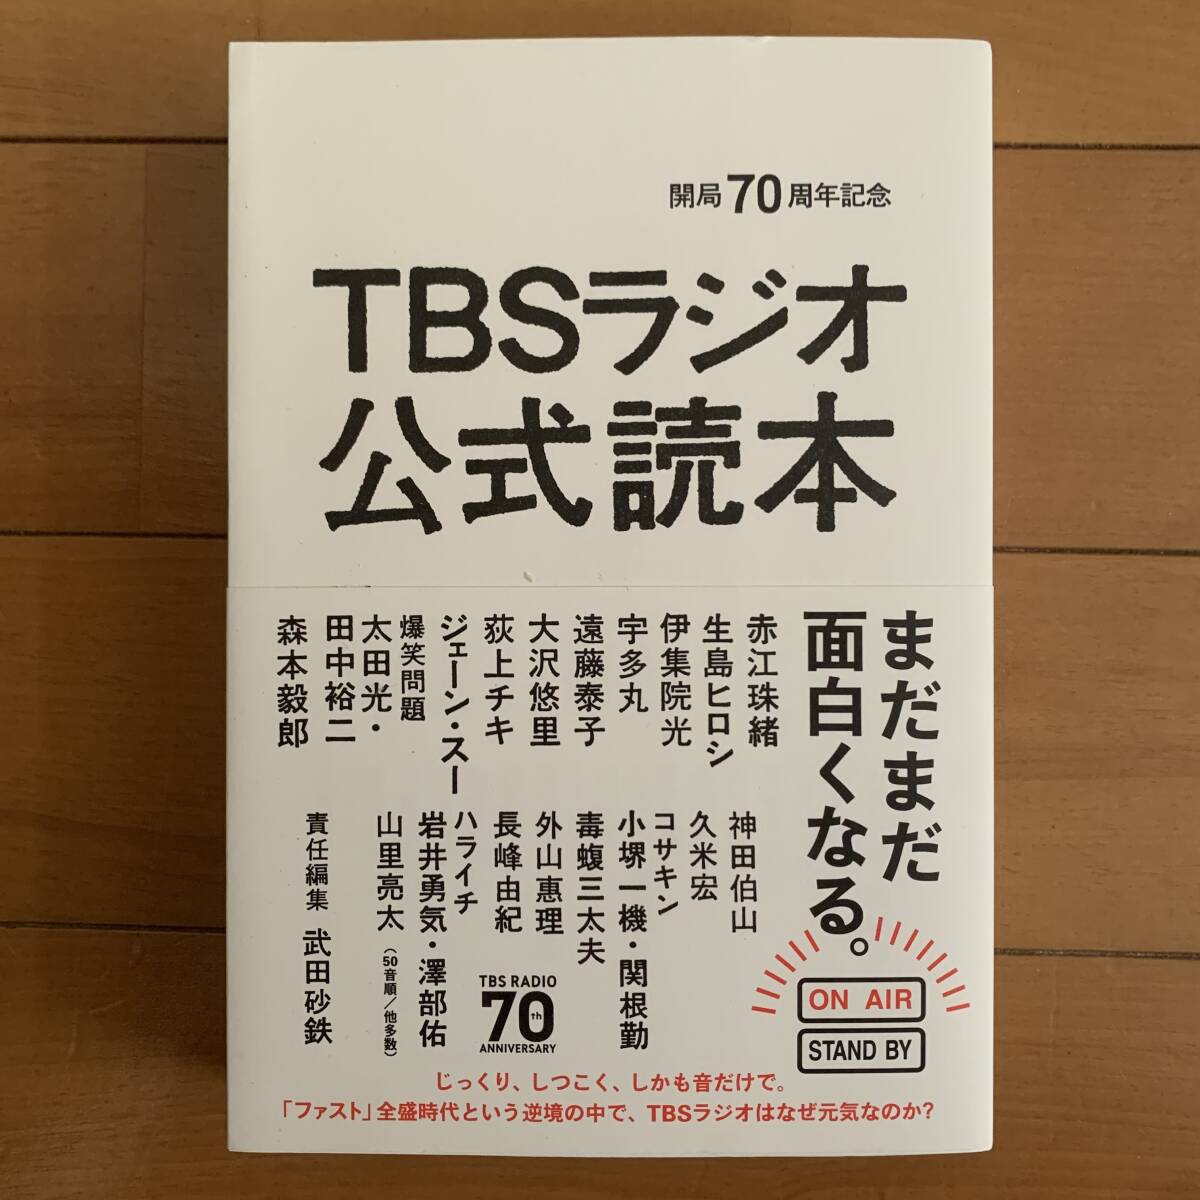 開局70周年記念
TBSラジオ
公式読本
まだまだ
面白くなる。
赤江珠緒
生島ヒロシ
伊集院光
宇多丸
遠藤泰子
大沢悠里
荻上チキ
ジェーン・スー
爆笑問題
太田光・
田中裕二
森本毅郎
神田伯山
久米宏
コサキン
小堺一機・関根勤
毒蝮三太夫
外山惠理
長峰由紀
ハライチ
岩井勇気・澤部佑
山里亮太
(50音順/他多数)
責任編集 武田砂鉄
TBS RADIO
70th
ANNIVERSARY
ON AIR
STAND BY
じっくり、しつこく、しかも音だけで。
「ファスト」全盛時代という逆境の中で、TBSラジオはなぜ元気なのか?